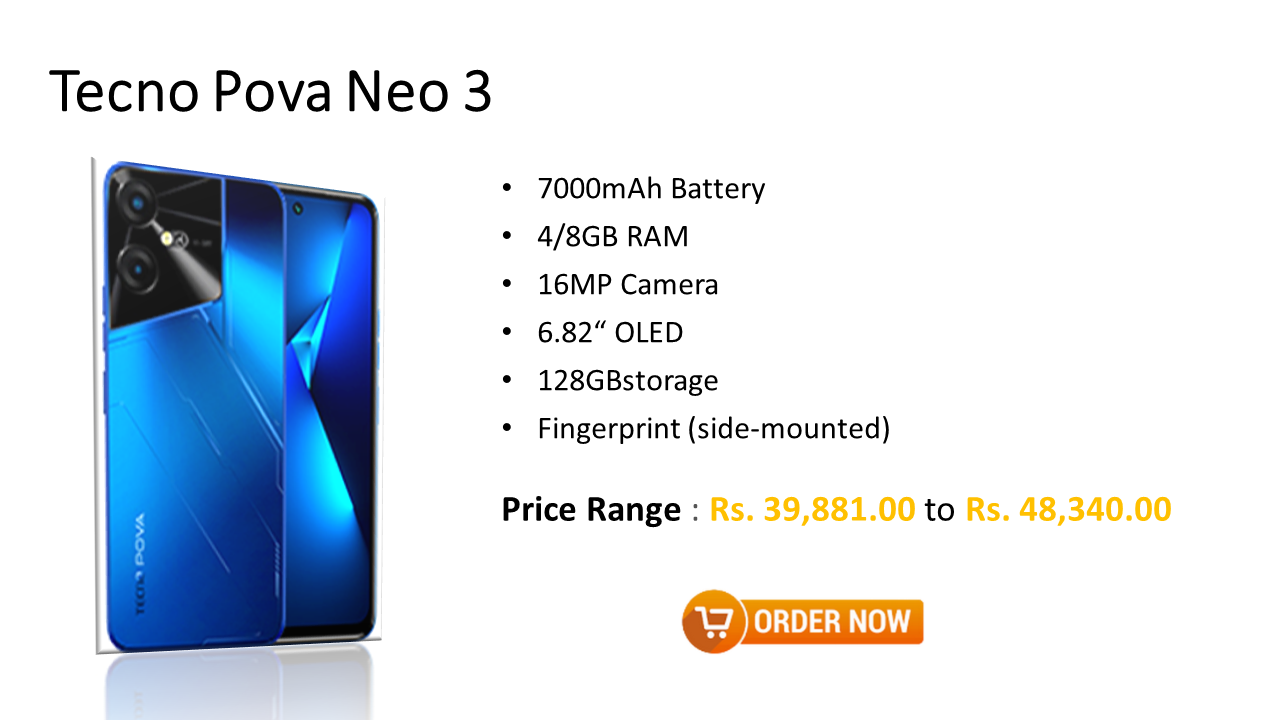 Tecno Pova Neo 3
• 7000mAh Battery
• 4/8GB RAM
• 16MP Camera
• 6.82“ OLED
• 128GBstorage
• Fingerprint (side-mounted)
Price Range : Rs. 39,881.00 to Rs. 48,340.00
ORDER NOW
TECNO POVA